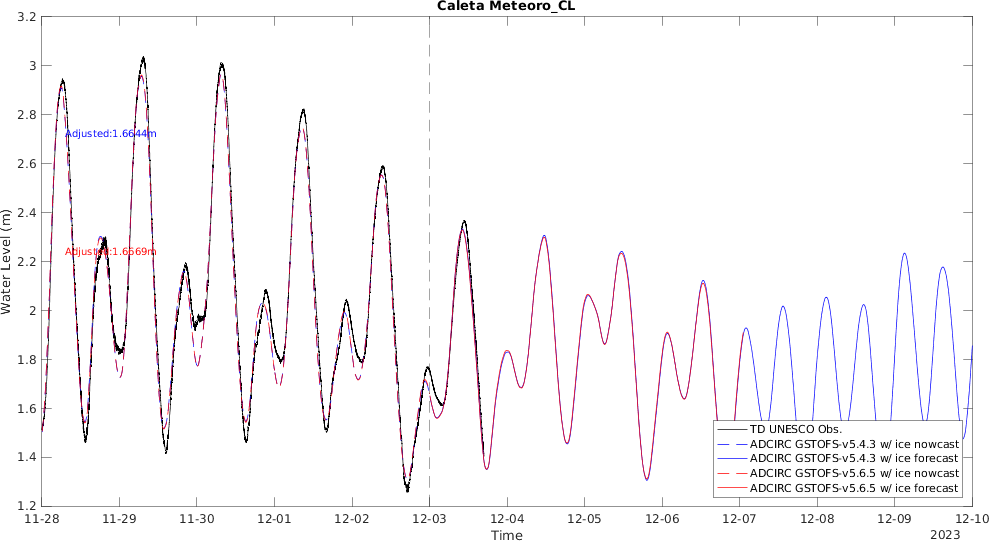 Caleta Meteoro_CL
3.2
3
2.8
2.6
2.4
2.2
2
1.8
1.6
1.4
1.2
Water Level (m)
Adjusted:1.6644m
Adjusted:1.6569m
TD UNESCO Obs.
ADCIRC GSTOFS-v5.4.3 w/ ice nowcast
ADCIRC GSTOFS-v5.4.3 w/ ice forecast
ADCIRC GSTOFS-v5.6.5 w/ ice nowcast
ADCIRC GSTOFS-v5.6.5 w/ ice forecast
11-28 11-29 11-30 12-01 12-02 12-03 12-04 12-05 12-06 12-07 12-08 12-09 12-10
Time
2023